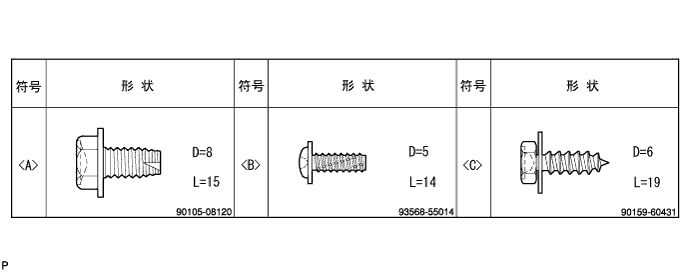 符号 形 状 符号 形 状 符号 形 状
<A> D=8 <B> D=5 <C> D=6
L=15 L=14 L=19
90105-08120 93568-55014 90159-60431
P